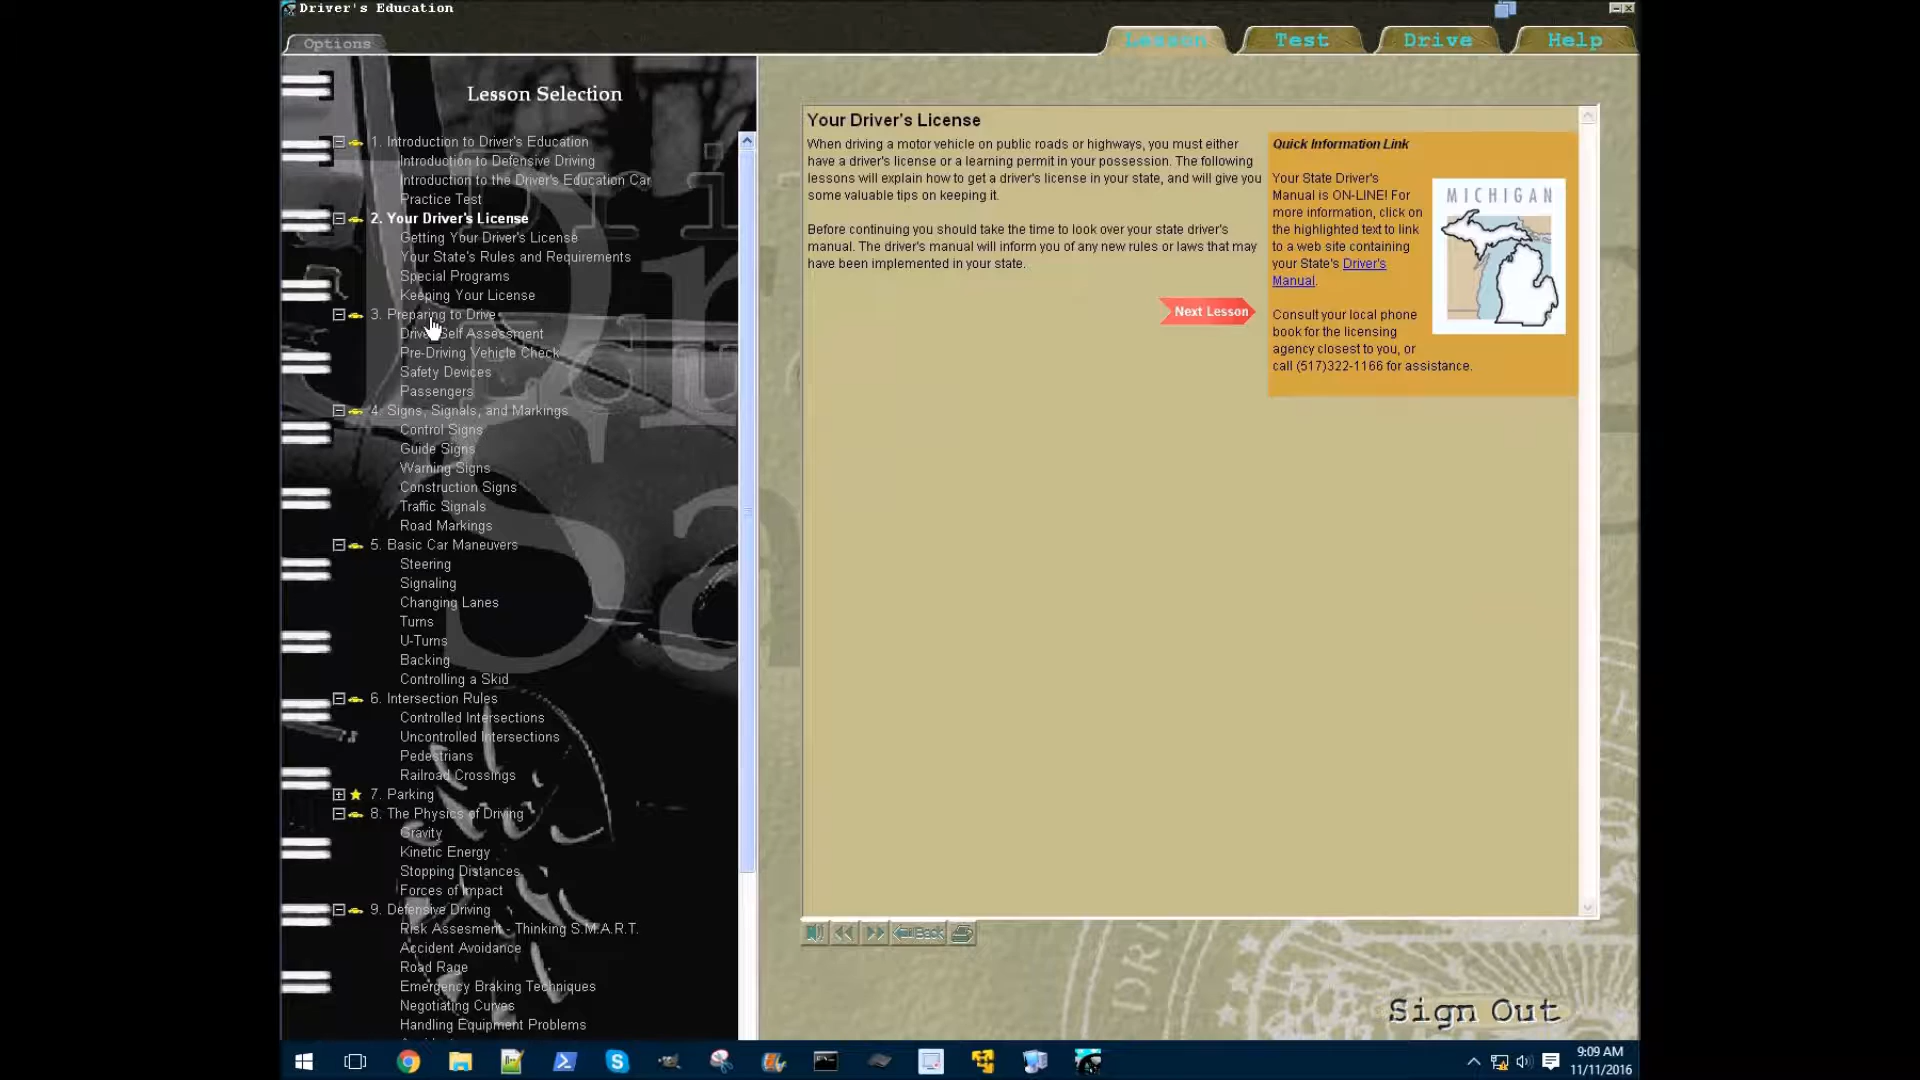 Driver's Education
Options
Lesson
Test
Drive
Help
Lesson Selection
1. Introduction to Driver's Education
Introduction to Defensive Driving
Introduction to the Driver's Education Car
Practice Test
2. Your Driver's License
Getting Your Driver's License
Your State's Rules and Requirements
Special Programs
Keeping Your License
3. Preparing to Drive
Driver Self Assessment
Pre-Driving Vehicle Check
Safety Devices
Passengers
4. Signs, Signals, and Markings
Control Signs
Guide Signs
Warning Signs
Construction Signs
Traffic Signals
Road Markings
5. Basic Car Maneuvers
Steering
Signaling
Changing Lanes
Turns
U-Turns
Backing
Controlling a Skid
6. Intersection Rules
Controlled Intersections
Uncontrolled Intersections
Pedestrians
Railroad Crossings
7. Parking
8. The Physics of Driving
Gravity
Kinetic Energy
Stopping Distances
Forces of Impact
9. Defensive Driving
Risk Assesment - Thinking S.M.A.R.T.
Accident Avoidance
Road Rage
Emergency Braking Techniques
Negotiating Curves
Handling Equipment Problems
Your Driver's License
When driving a motor vehicle on public roads or highways, you must either
have a driver's license or a learning permit in your possession. The following
lessons will explain how to get a driver's license in your state, and will give you
some valuable tips on keeping it.
Before continuing you should take the time to look over your state driver's
manual. The driver's manual will inform you of any new rules or laws that may
have been implemented in your state.
Next Lesson
Quick Information Link
Your State Driver's
Manual is ON-LINE! For
more information, click on
the highlighted text to link
to a web site containing
your State's Driver's
Manual.
Consult your local phone
book for the licensing
agency closest to you, or
call (517)322-1166 for assistance.
MICHIGAN
Back
Sign Out
9:09 AM
11/11/2016